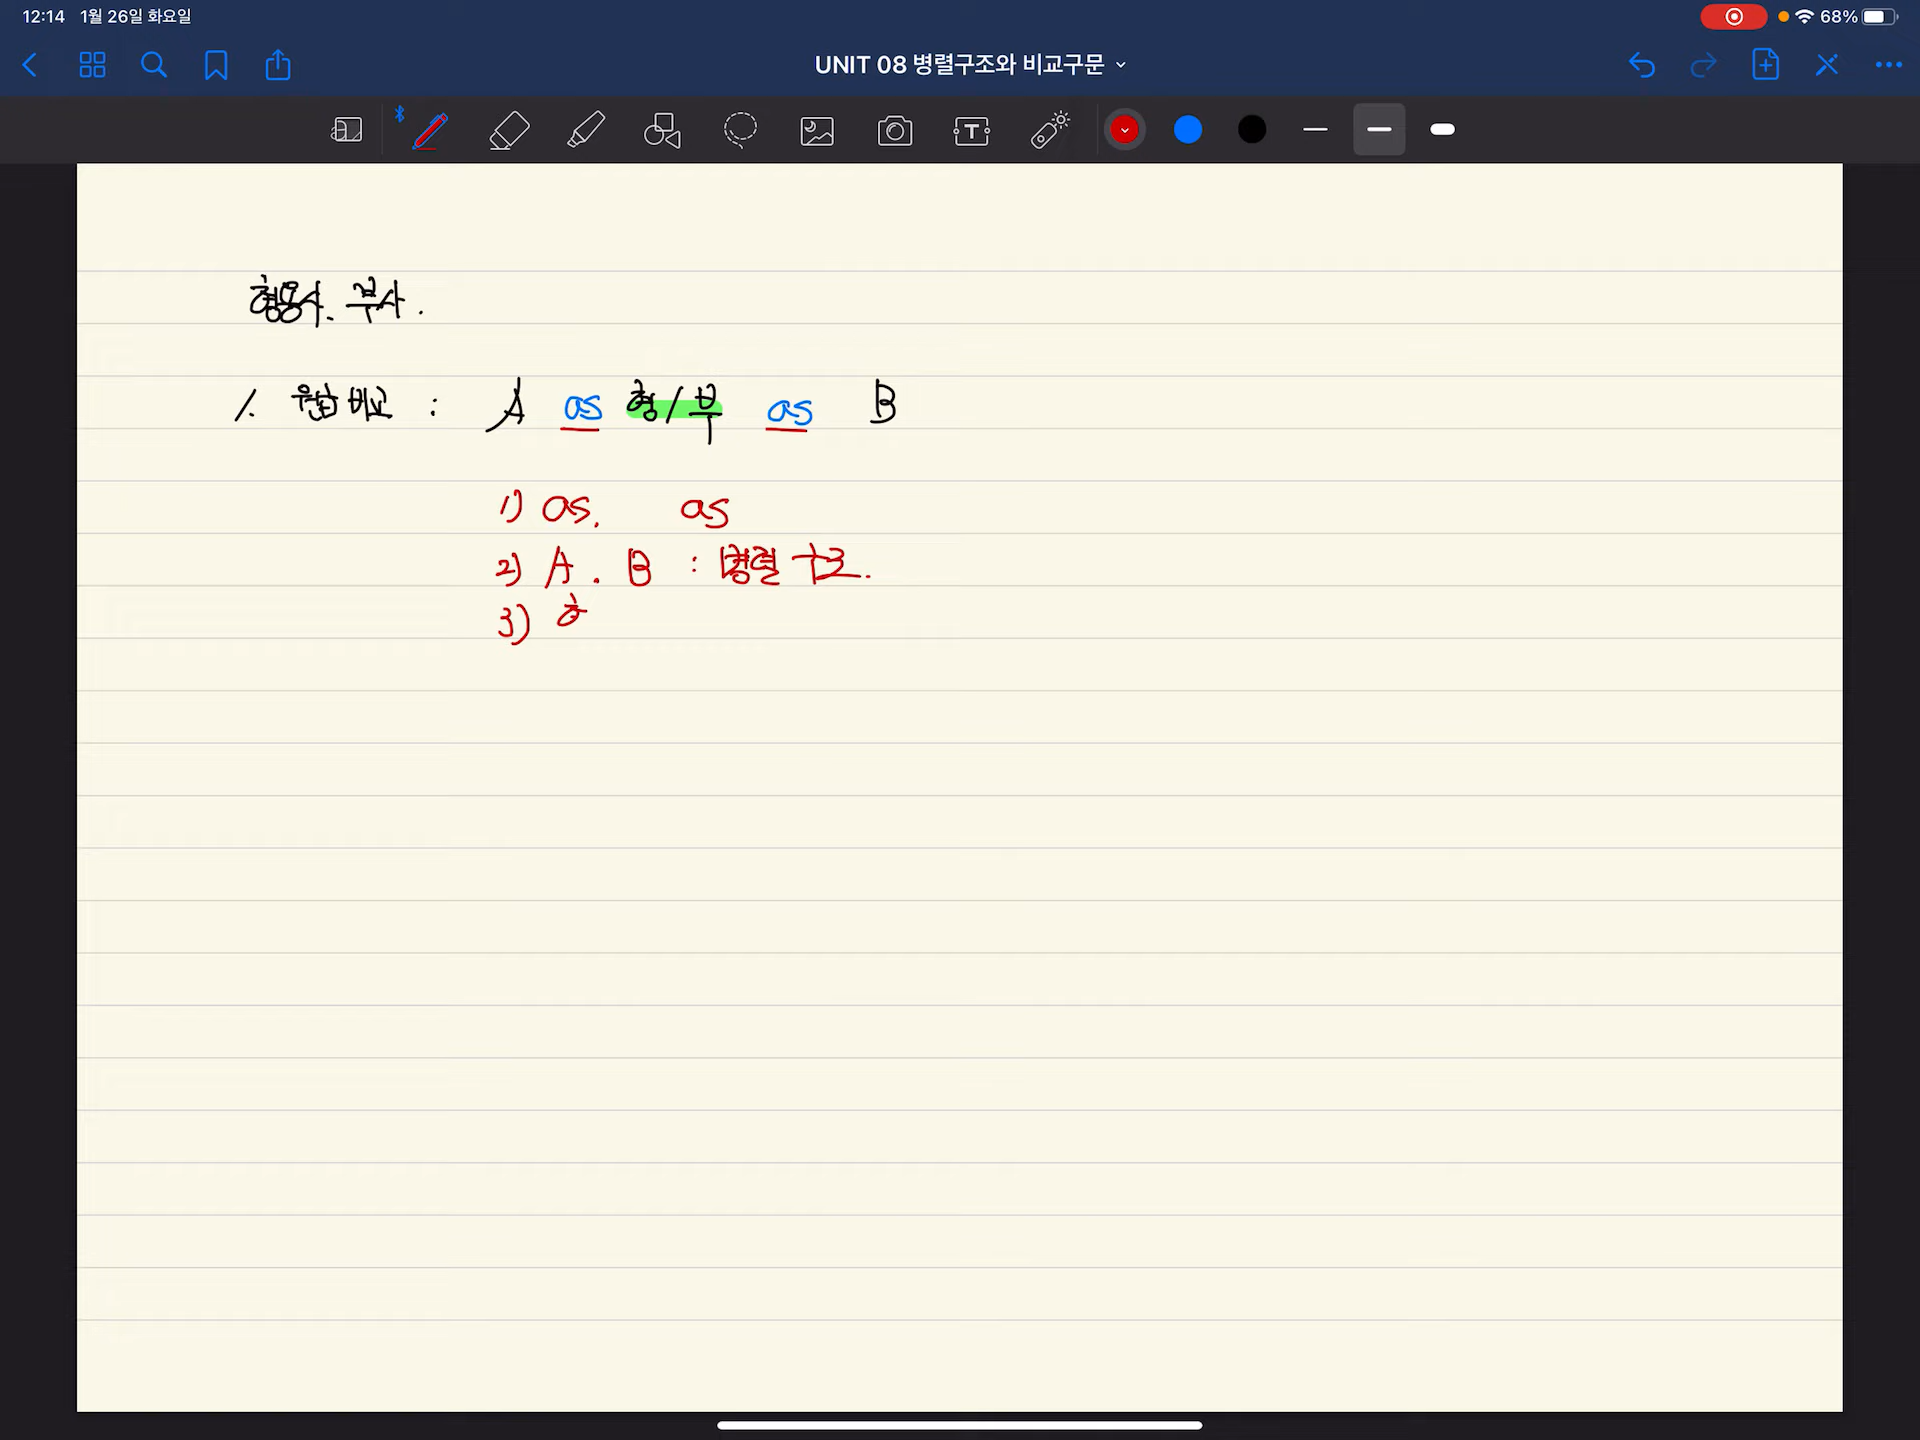 12:14 1월 26일 화요일 68%
UNIT 08 병렬구조와 비교구문
T
형용사. 부사.
1. 원급 비교 : A as 형/부 as B
1) as. as
2) A. B : 병렬 구조.
3) ㅎ